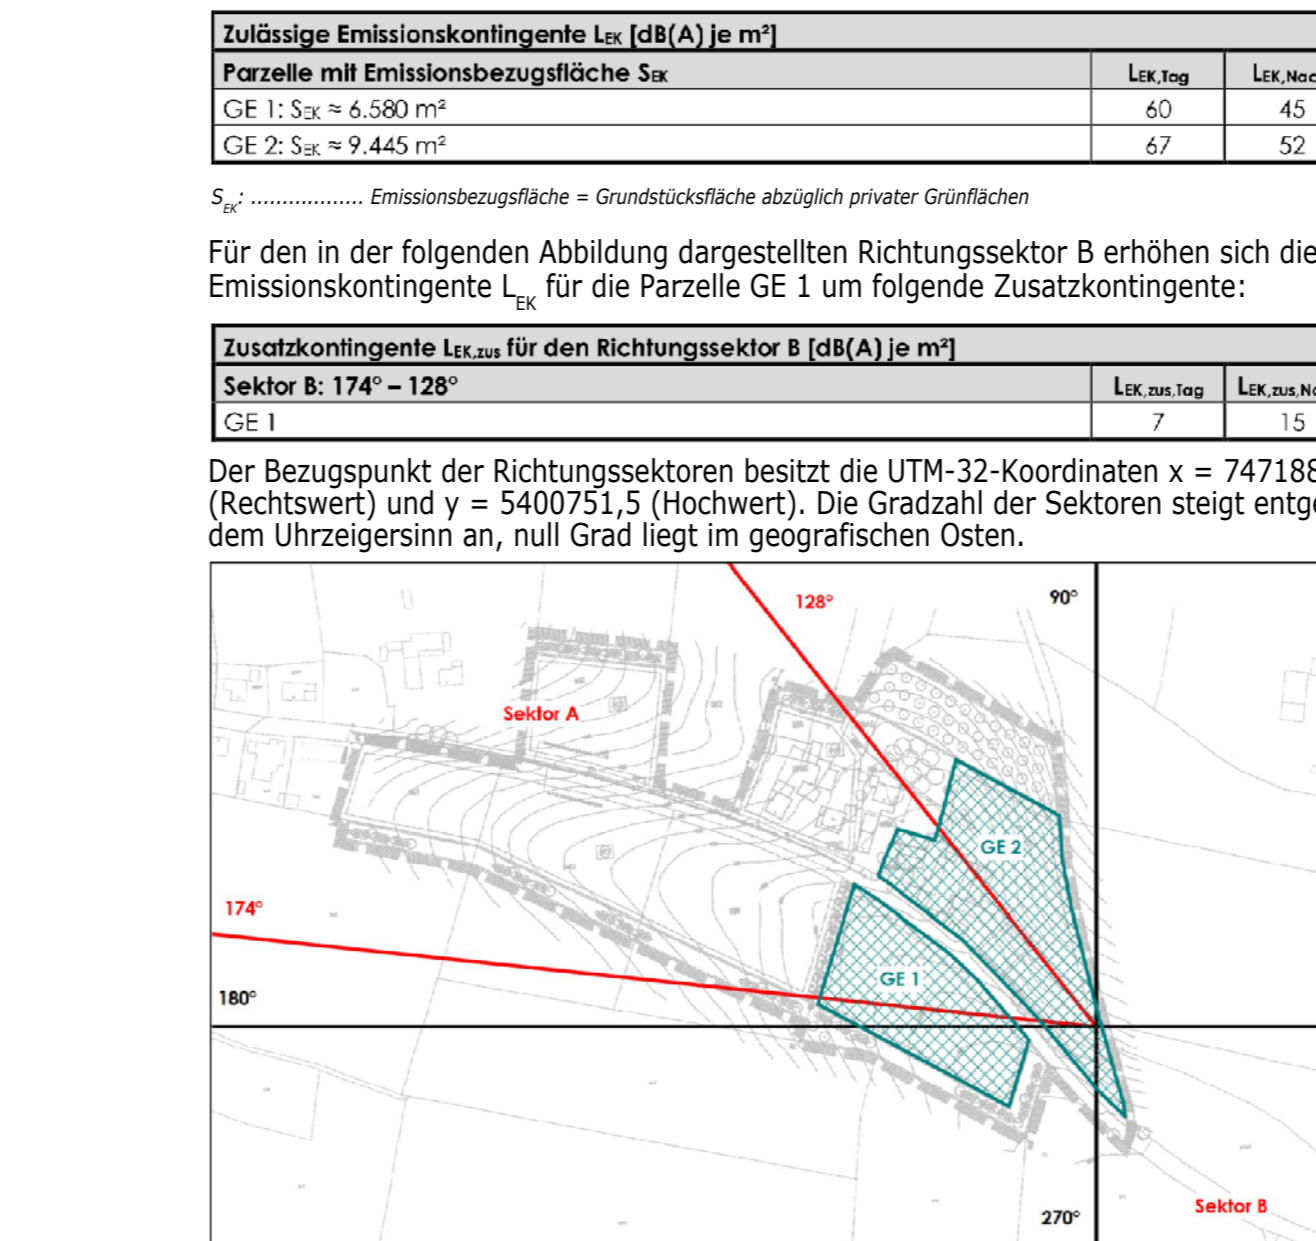 Zulässige Emissionskontingente LEK [dB(A) je m²]
Parzelle mit Emissionsbezugsfläche SEK LEK,Tag LEK,Nac
GE 1: SEK ≈ 6.580 m² 60 45
GE 2: SEK ≈ 9.445 m² 67 52
SEK: .................. Emissionsbezugsfläche = Grundstücksfläche abzüglich privater Grünflächen
Für den in der folgenden Abbildung dargestellten Richtungssektor B erhöhen sich die
Emissionskontingente LEK für die Parzelle GE 1 um folgende Zusatzkontingente:
Zusatzkontingente LEK,zus für den Richtungssektor B [dB(A) je m²]
Sektor B: 174° – 128° LEK,zus,Tag LEK,zus,Na
GE 1 7 15
Der Bezugspunkt der Richtungssektoren besitzt die UTM-32-Koordinaten x = 747188
(Rechtswert) und y = 5400751,5 (Hochwert). Die Gradzahl der Sektoren steigt entge
dem Uhrzeigersinn an, null Grad liegt im geografischen Osten.
128° 90°
Sektor A
GE 2
174°
GE 1
180°
Sektor B
270°